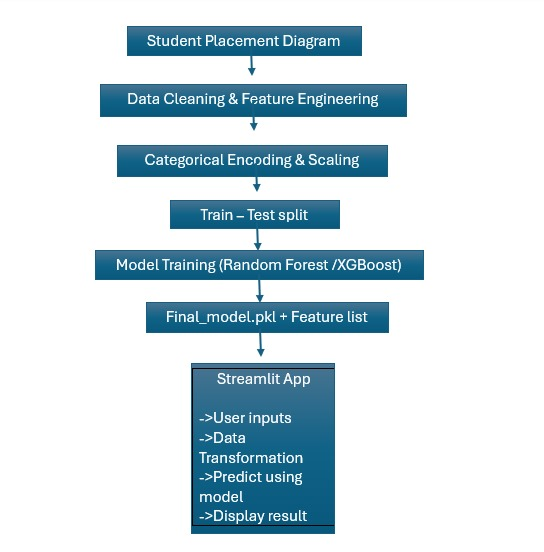 Student Placement Diagram
Data Cleaning & Feature Engineering
Categorical Encoding & Scaling
Train – Test split
Model Training (Random Forest /XGBoost)
Final_model.pkl + Feature list
Streamlit App
->User inputs
->Data
Transformation
->Predict using
model
->Display result